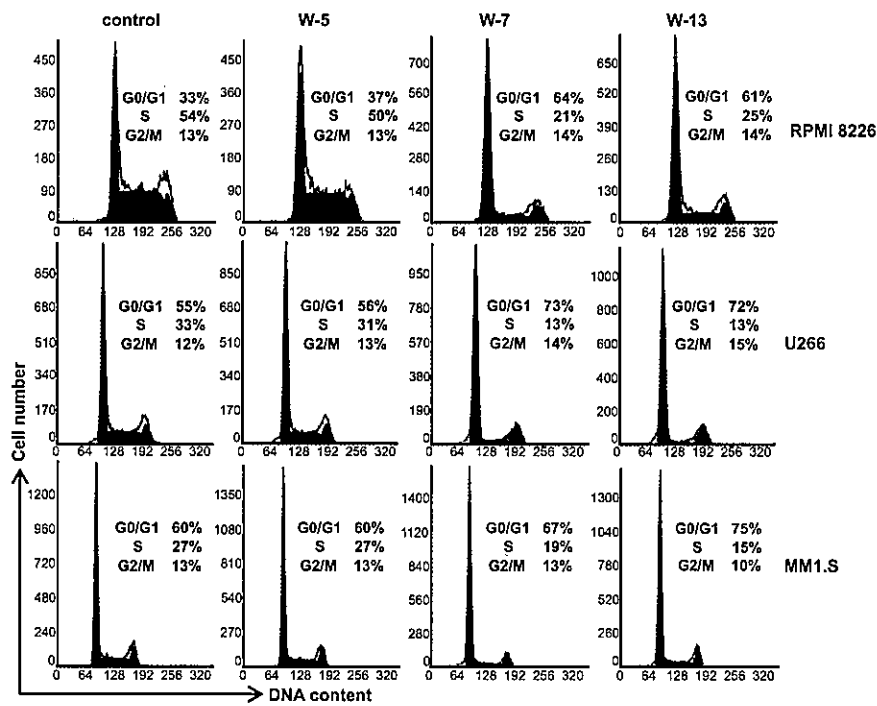 control W-5 W-7 W-13
450 450 700 650
360 360 560 520
270 270 420 390
180 180 280 260
90 90 140 130
0 0 0 0
G0/G1 33% G0/G1 37% G0/G1 64% G0/G1 61%
S 54% S 50% S 21% S 25%
G2/M 13% G2/M 13% G2/M 14% G2/M 14%
RPMI 8226
0 64 128 192 256 320 0 64 128 192 256 320 0 64 128 192 256 320 0 64 128 192 256 320
850 850 950 1000
680 680 770 800
510 510 580 600
340 340 390 400
170 170 190 200
0 0 0 0
G0/G1 55% G0/G1 56% G0/G1 73% G0/G1 72%
S 33% S 31% S 13% S 13%
G2/M 12% G2/M 13% G2/M 14% G2/M 15%
U266
0 64 128 192 256 320 0 64 128 192 256 320 0 64 128 192 256 320 0 64 128 192 256 320
1200 1350 1400 1300
960 1080 1120 1040
720 810 840 780
480 540 560 520
240 270 280 260
0 0 0 0
G0/G1 60% G0/G1 60% G0/G1 67% G0/G1 75%
S 27% S 27% S 19% S 15%
G2/M 13% G2/M 13% G2/M 13% G2/M 10%
MM1.S
0 64 128 192 256 320 0 64 128 192 256 320 0 64 128 192 256 320 0 64 128 192 256 320
Cell number
DNA content